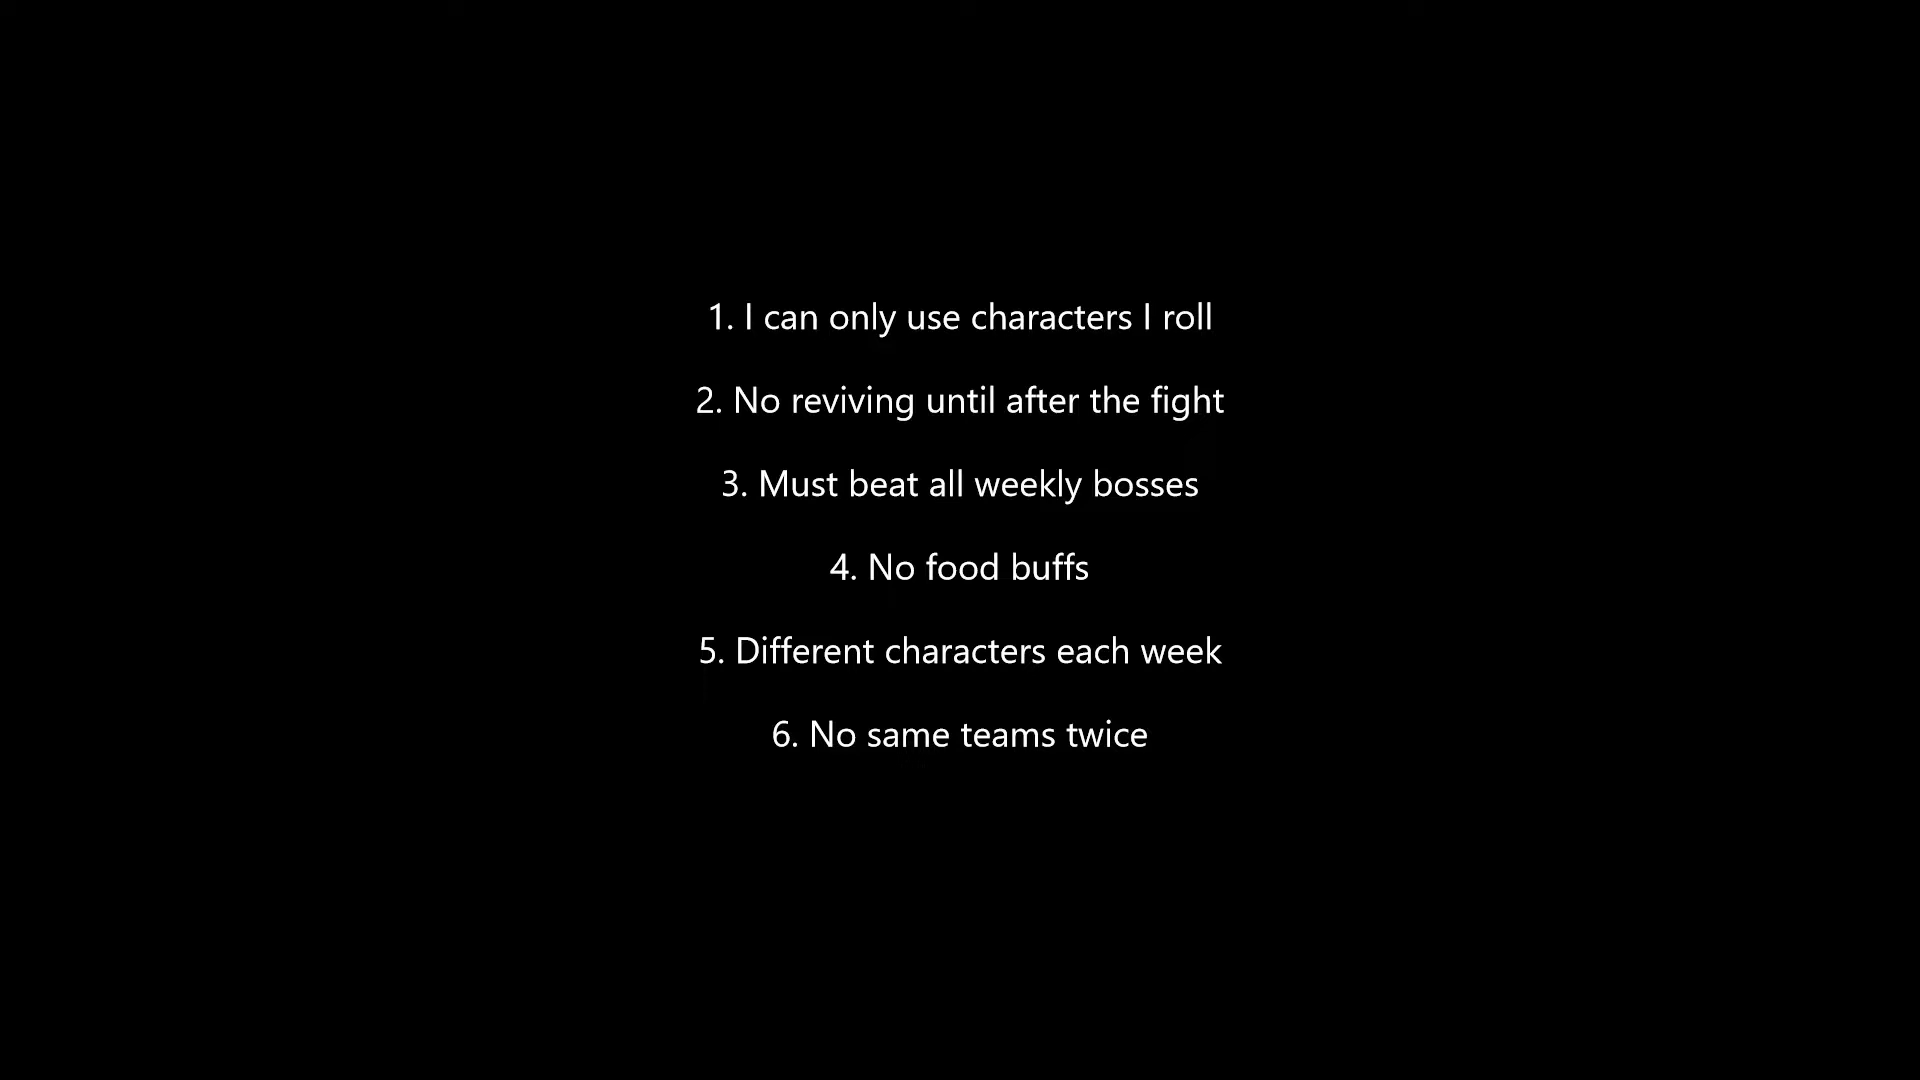 1. I can only use characters I roll
2. No reviving until after the fight
3. Must beat all weekly bosses
4. No food buffs
5. Different characters each week
6. No same teams twice